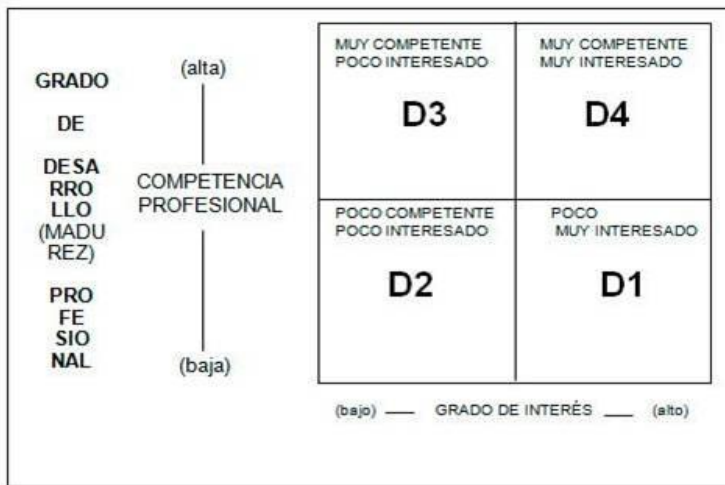 GRADO
DE
DESA
RRO
LLO
(MADU
REZ)
PRO
FE
SIO
NAL
(alta)
COMPETENCIA
PROFESIONAL
(baja)
MUY COMPETENTE
POCO INTERESADO
D3
MUY COMPETENTE
MUY INTERESADO
D4
POCO COMPETENTE
POCO INTERESADO
D2
POCO
MUY INTERESADO
D1
(bajo) — GRADO DE INTERÉS — (alto)